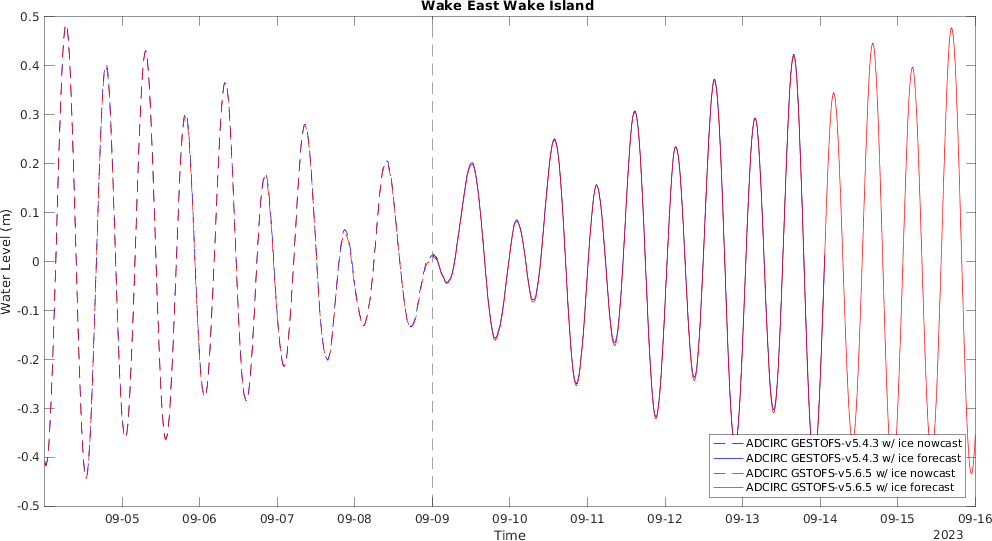 Wake East Wake Island
0.5
0.4
0.3
0.2
0.1
0
-0.1
-0.2
-0.3
-0.4
-0.5
Water Level (m)
ADCIRC GESTOFS-v5.4.3 w/ ice nowcast
ADCIRC GESTOFS-v5.4.3 w/ ice forecast
ADCIRC GSTOFS-v5.6.5 w/ ice nowcast
ADCIRC GSTOFS-v5.6.5 w/ ice forecast
09-05 09-06 09-07 09-08 09-09 09-10 09-11 09-12 09-13 09-14 09-15 09-16
Time 2023